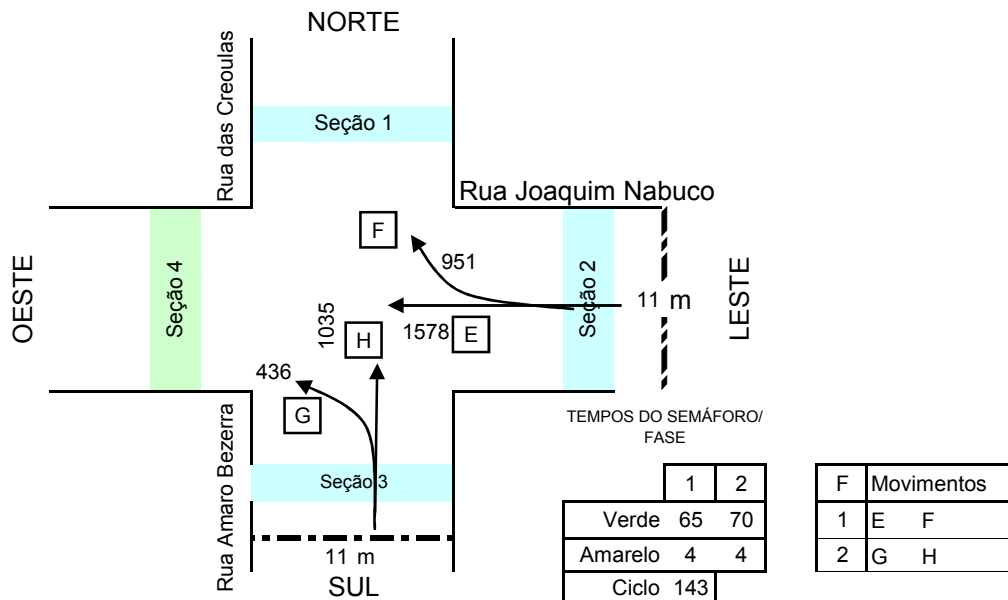 NORTE
Rua das Creoulas
Seção 1
Rua Joaquim Nabuco
F
951
OESTE
Seção 4
Seção 2
11 m
LESTE
1035
H
1578
E
436
G
TEMPOS DO SEMÁFORO/
FASE
Rua Amaro Bezerra
Seção 3
11 m
SUL
1 2
Verde 65 70
Amarelo 4 4
Ciclo 143
F Movimentos
1 E F
2 G H